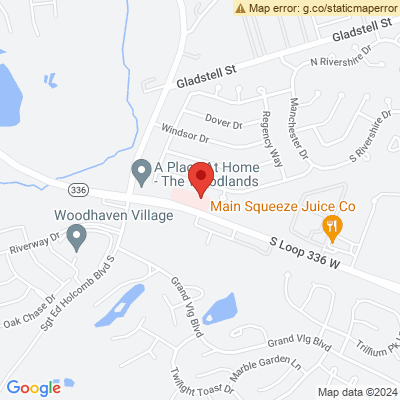 Map error: g.co/staticmaperror
Gladstell St
N Rivershire Dr
Dover Dr
Windsor Dr
Regency Way
Manchester Dr
S Rivershire Dr
A Place At Home
- The Woodlands
336
Main Squeeze Juice Co
Woodhaven Village
Riverway Dr
S Loop 336 W
Sgt Ed Holcomb Blvd S
Oak Chase Dr
Grand Vlg Blvd
Grand Vlg Blvd
Trillium Pk
Marble Garden Ln
Twilight Toast Dr
Google
Map data ©2024